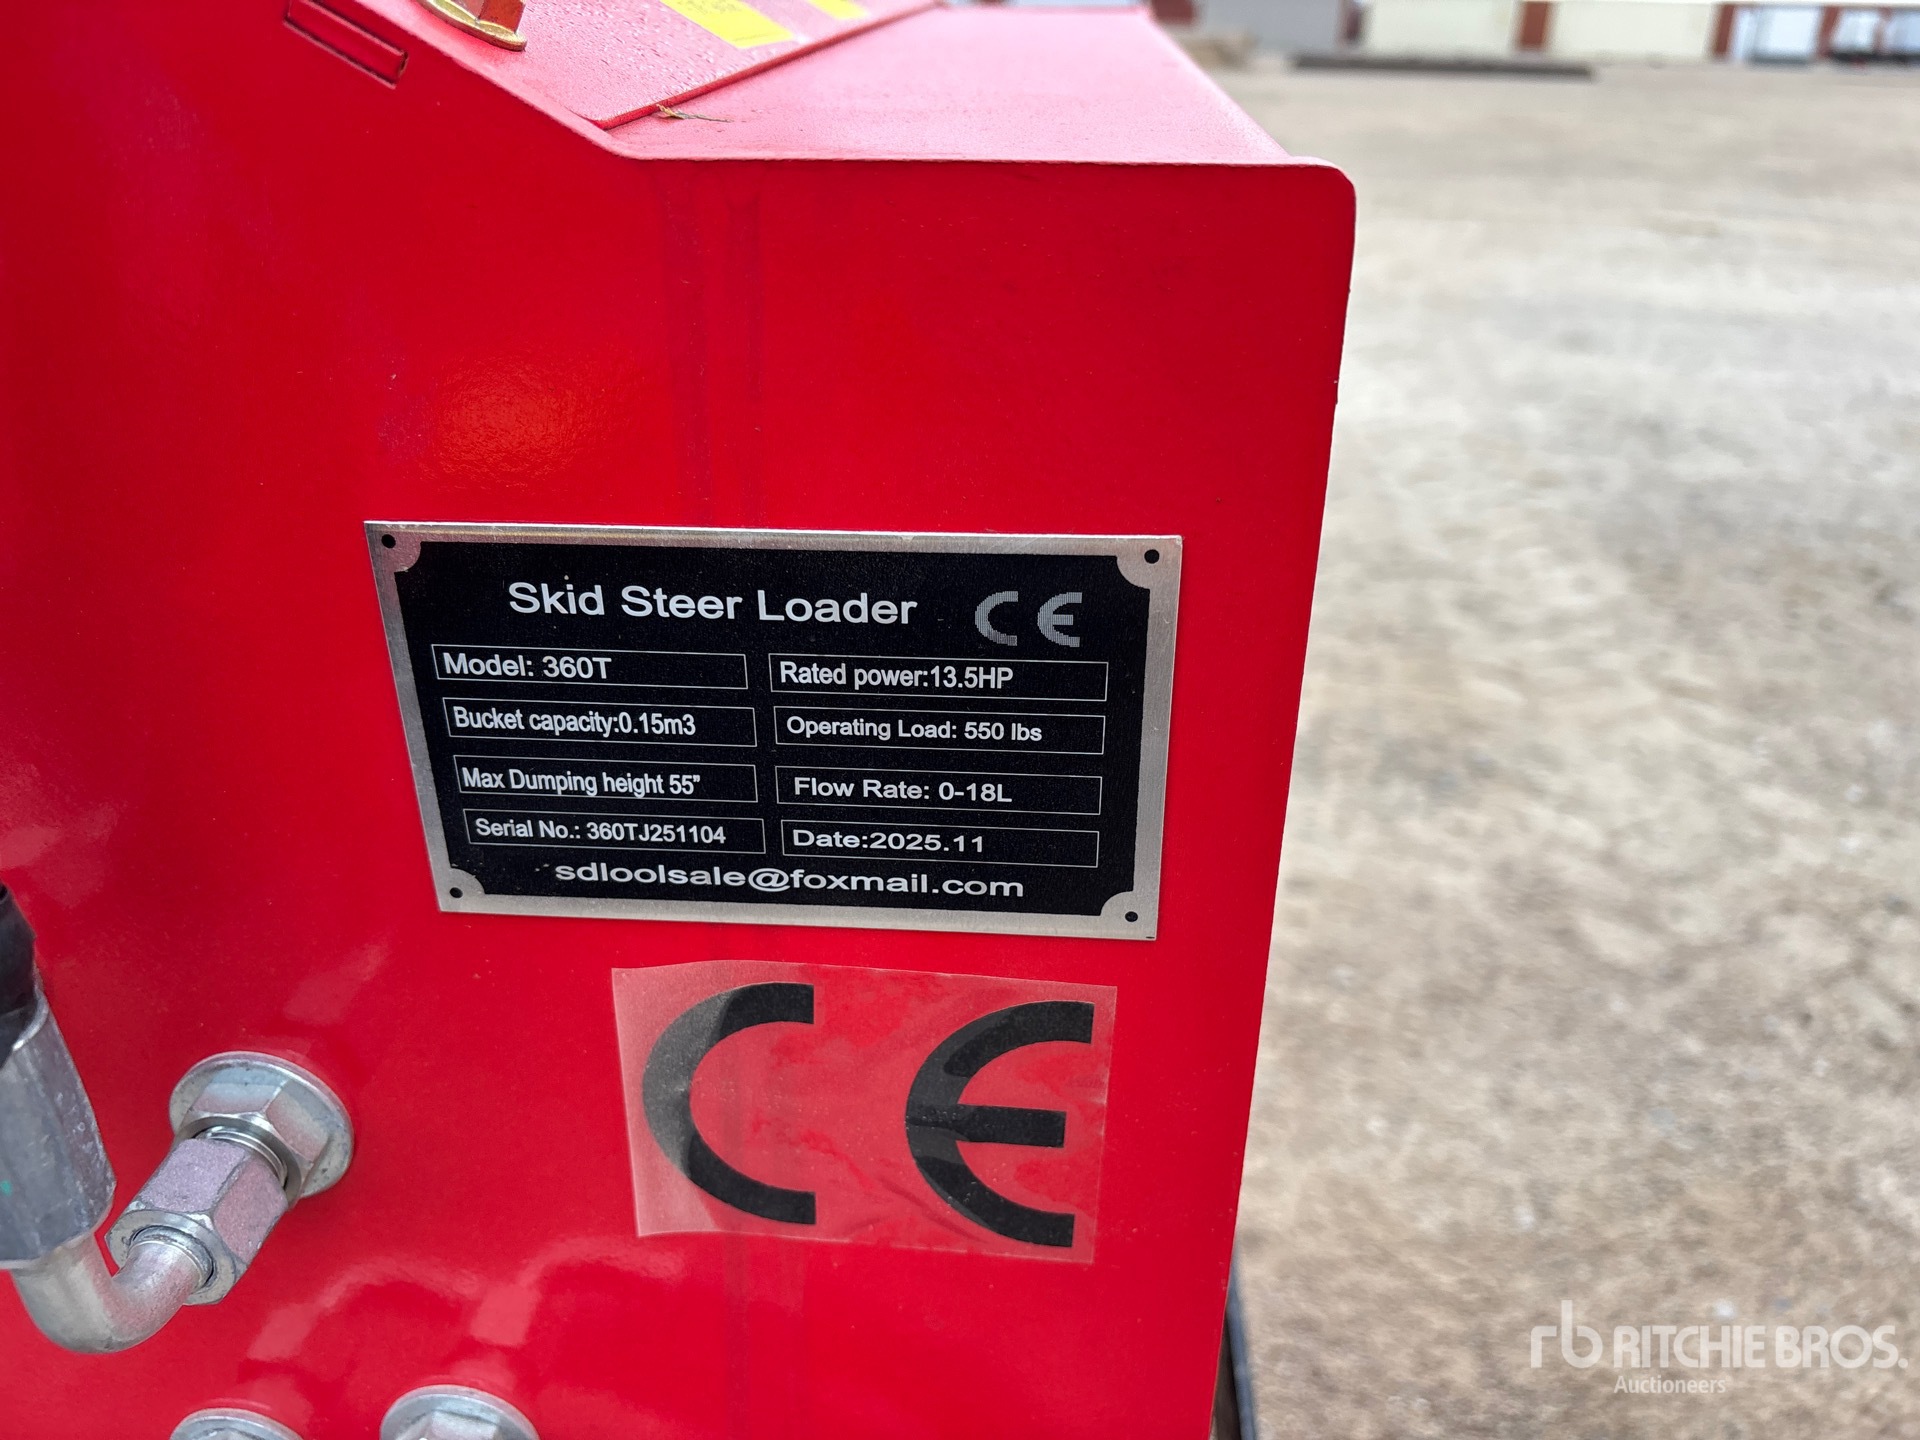 Skid Steer Loader CE
Model: 360T
Rated power:13.5HP
Bucket capacity:0.15m3
Operating Load: 550 lbs
Max Dumping height 55"
Flow Rate: 0-18L
Serial No.: 360TJ251104
Date:2025.11
sdloolsale@foxmail.com
CE
rb RITCHIE BROS.
Auctioneers